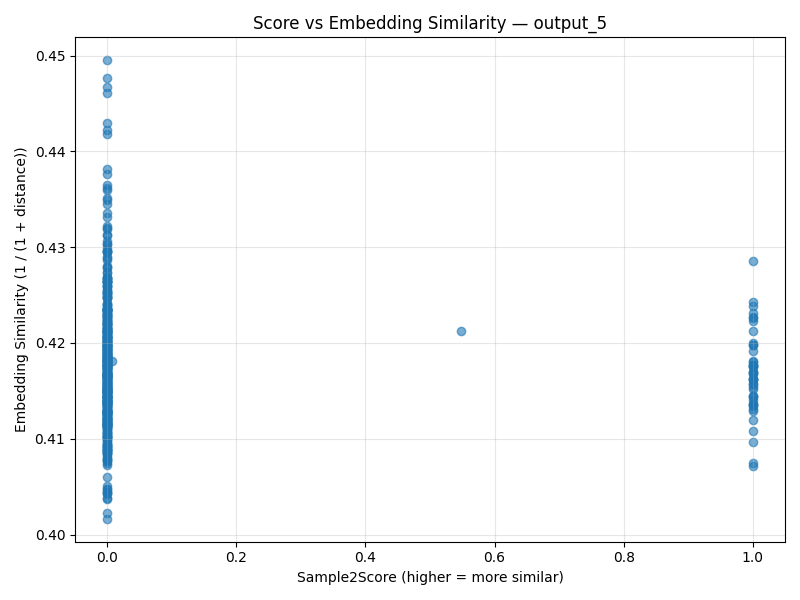 Score vs Embedding Similarity — output_5
Embedding Similarity (1 / (1 + distance))
0.45
0.44
0.43
0.42
0.41
0.40
0.0 0.2 0.4 0.6 0.8 1.0
Sample2Score (higher = more similar)